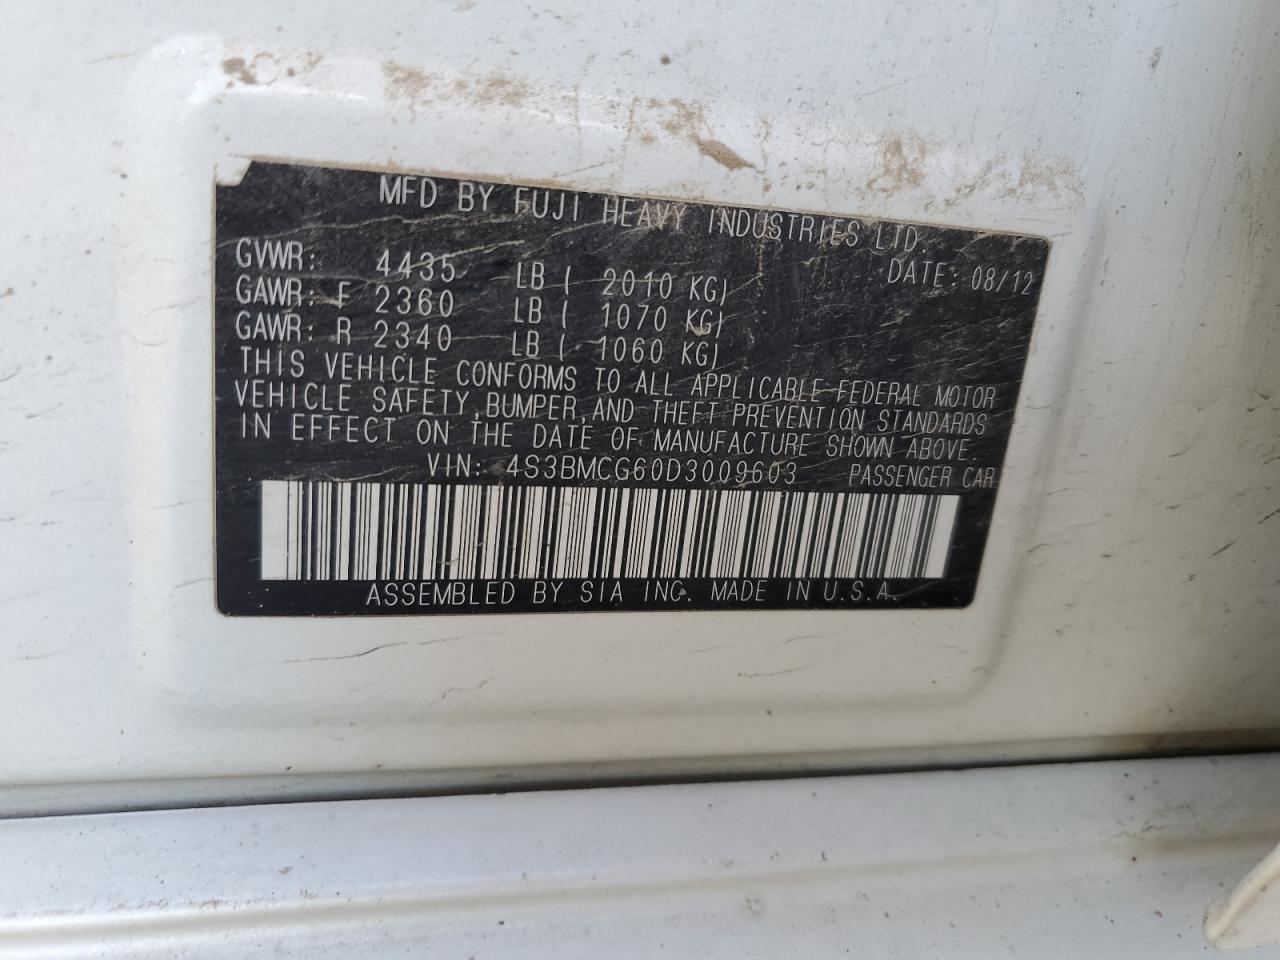 MFD BY FUJI HEAVY INDUSTRIES LTD.
DATE: 08/12
GVWR: 4435 LB ( 2010 KG)
GAWR: F 2360 LB ( 1070 KG)
GAWR: R 2340 LB ( 1060 KG)
THIS VEHICLE CONFORMS TO ALL APPLICABLE FEDERAL MOTOR
VEHICLE SAFETY, BUMPER, AND THEFT PREVENTION STANDARDS
IN EFFECT ON THE DATE OF MANUFACTURE SHOWN ABOVE.
VIN: 4S3BMCG60D3009603 PASSENGER CAR
ASSEMBLED BY SIA INC. MADE IN U.S.A.